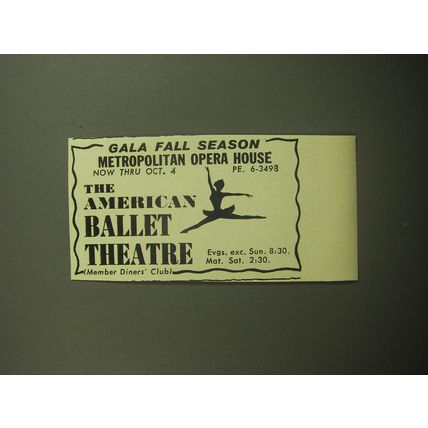 GALA FALL SEASON
METROPOLITAN OPERA HOUSE
NOW THRU OCT. 4 PE. 6-3498
THE
AMERICAN
BALLET
THEATRE
(Member Diners' Club)
Evgs. exc. Sun. 8:30.
Mat. Sat. 2:30.